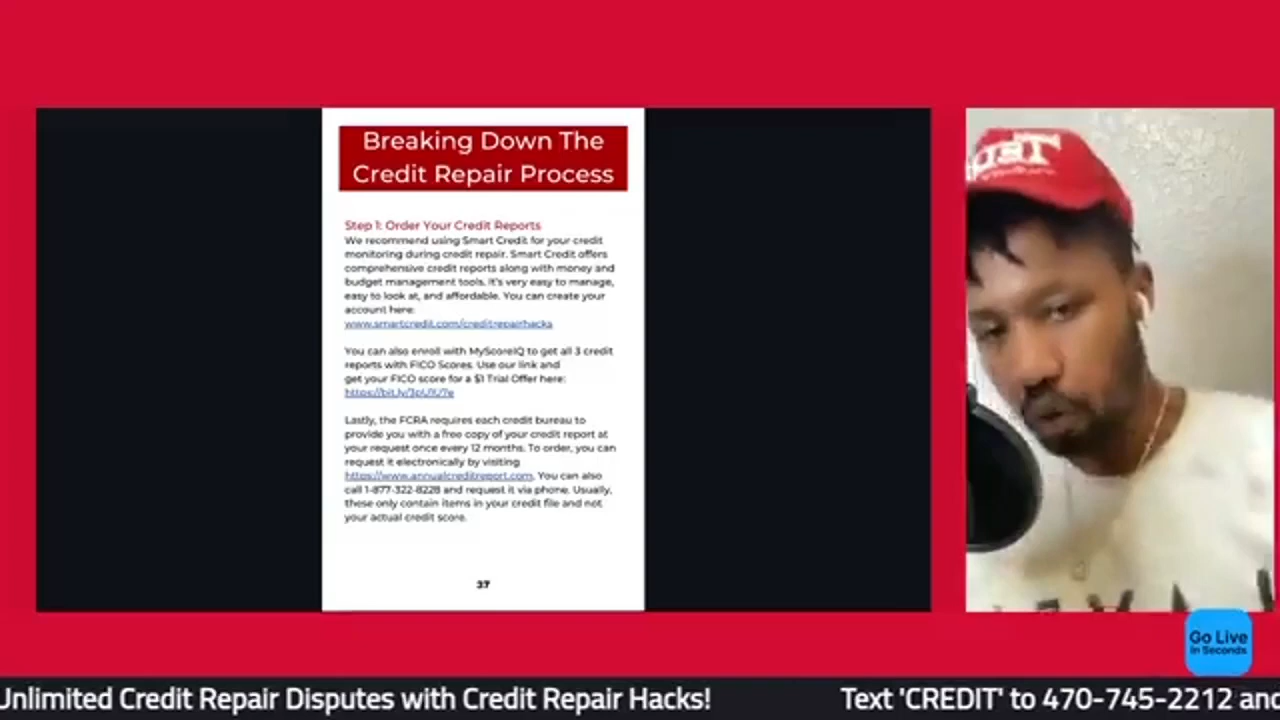 Breaking Down The
Credit Repair Process
Step 1: Order Your Credit Reports
We recommend using Smart Credit for your credit
monitoring during credit repair. Smart Credit offers
comprehensive credit reports along with money and
budget management tools. It's very easy to manage,
easy to look at, and affordable. You can create your
account here:
www.smartcredit.com/creditrepairhacks
You can also enroll with MyScoreIQ to get all 3 credit
reports with FICO Scores. Use our link and
get your FICO score for a $1 Trial Offer here:
Lastly, the FCRA requires each credit bureau to
provide you with a free copy of your credit report at
your request once every 12 months. To order, you can
request it electronically by visiting
https://www.annualcreditreport.com. You can also
call 1-877-322-8228 and request it via phone. Usually,
these only contain items in your credit file and not
your actual credit score.
37
Go Live
in Seconds
Unlimited Credit Repair Disputes with Credit Repair Hacks!
Text 'CREDIT' to 470-745-2212 and